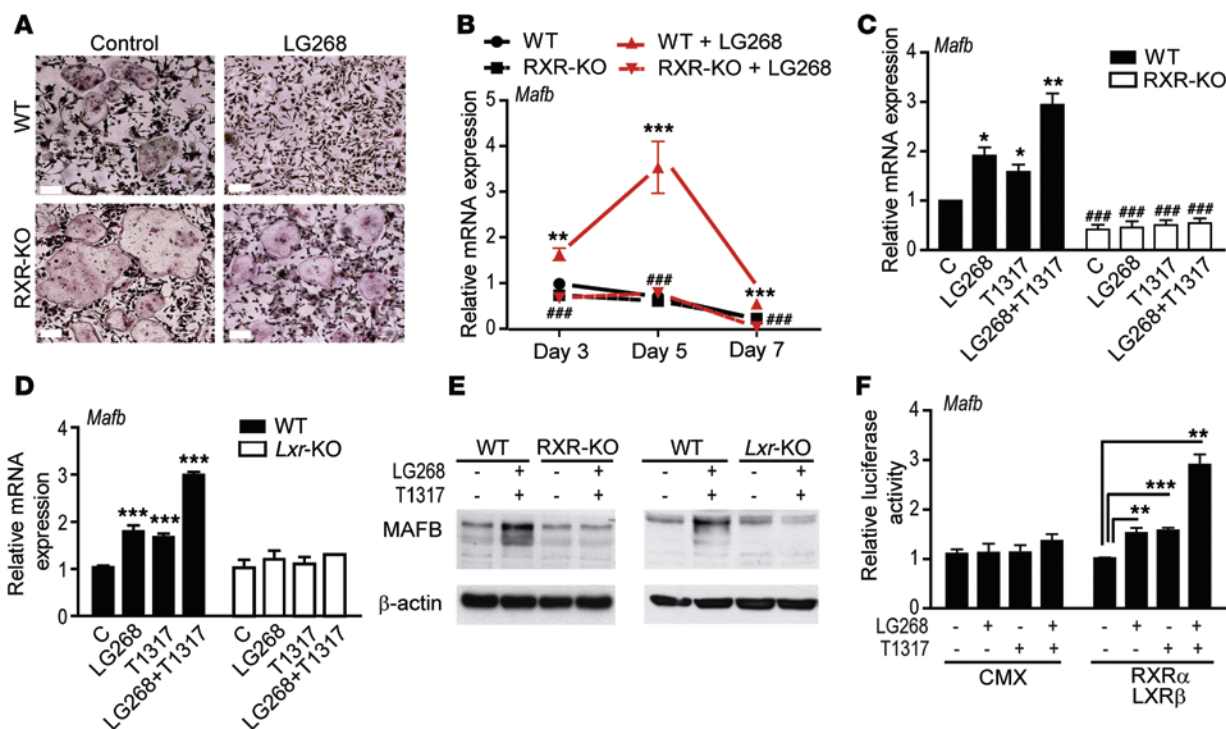 A
Control LG268
WT
RXR-KO
B
WT WT + LG268
RXR-KO RXR-KO + LG268
Mafb
Relative mRNA expression
5
4
3
2
1
0
** *** ***
### ### ###
Day 3 Day 5 Day 7
C
Mafb
WT
RXR-KO
Relative mRNA expression
4
3
2
1
0
* * **
### ### ### ###
C LG268 T1317 LG268+T1317 C LG268 T1317 LG268+T1317
D
Mafb
WT
Lxr-KO
Relative mRNA
expression
4
3
2
1
0
*** *** ***
C LG268 T1317 LG268+T1317 C LG268 T1317 LG268+T1317
E
WT RXR-KO WT Lxr-KO
LG268 - + - + - + - +
T1317 - + - + - + - +
MAFB
β-actin
F
Mafb
Relative luciferase
activity
4
3
2
1
0
** *** **
LG268 - + - + - + - +
T1317 - - + + - - + +
CMX RXRα
LXRβ